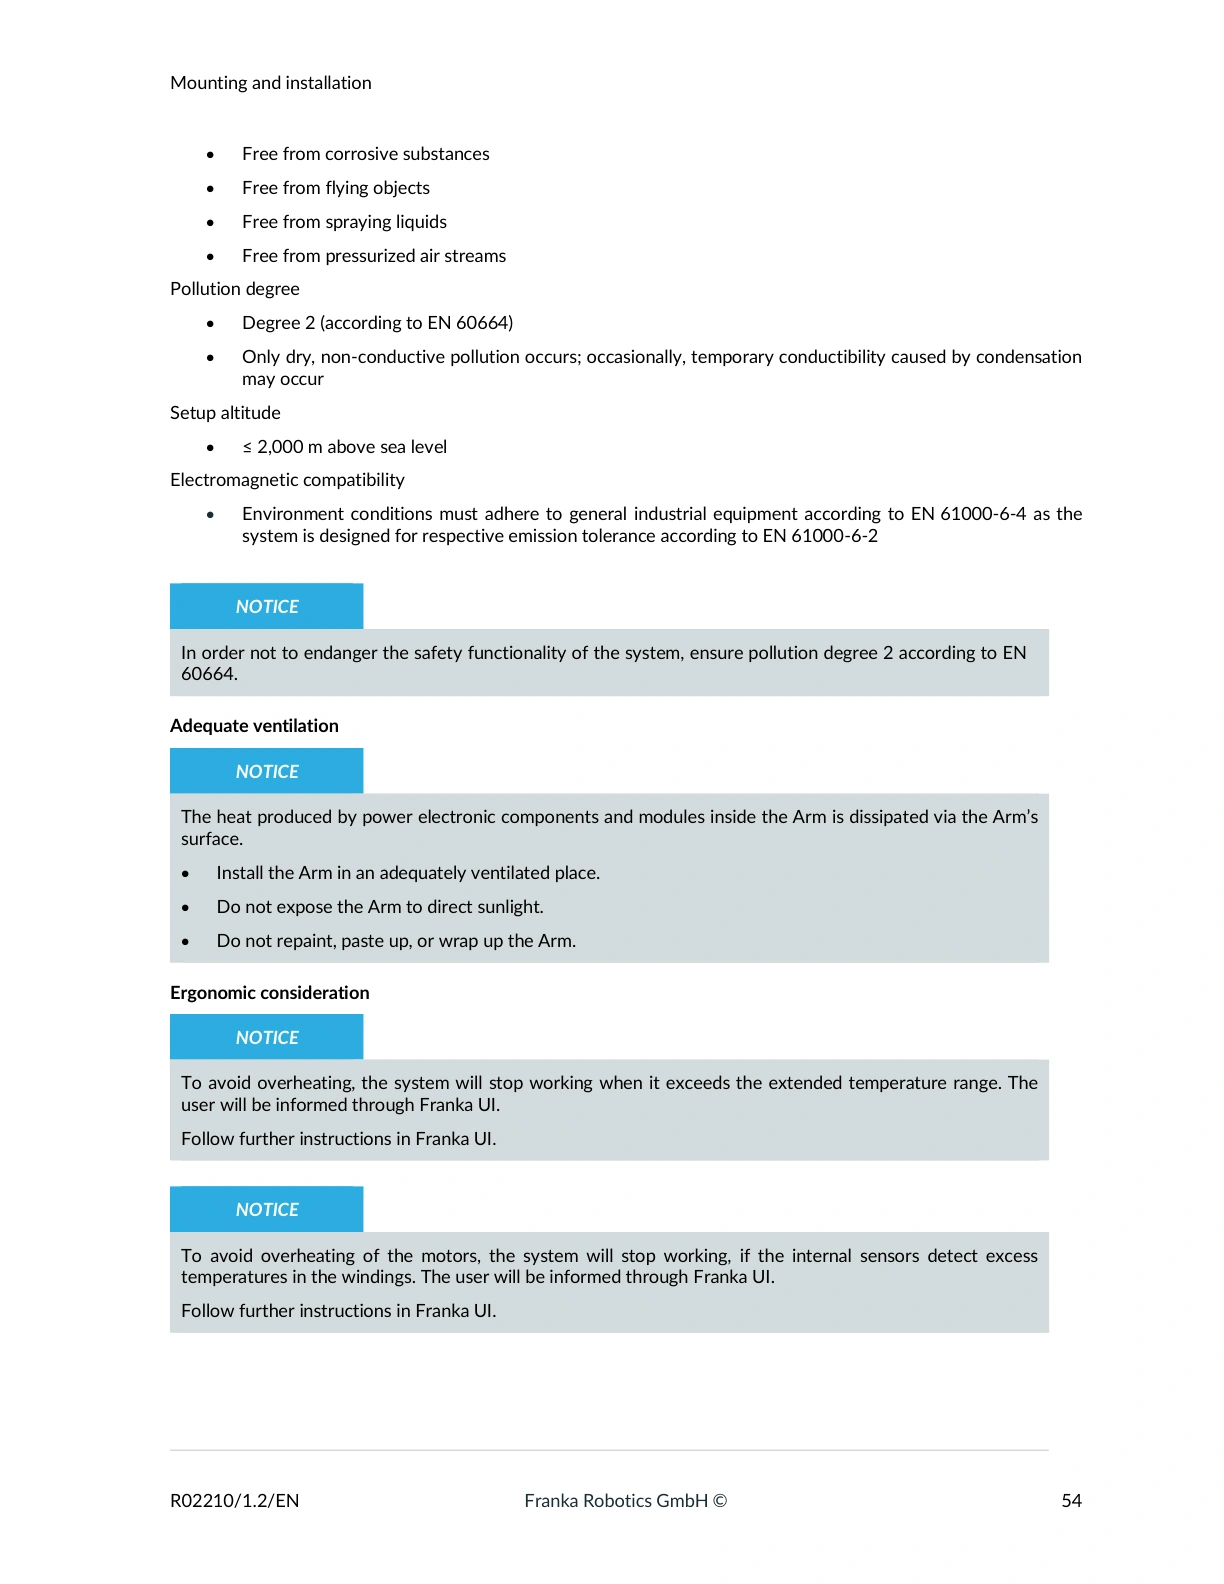 Mounting and installation
• Free from corrosive substances
• Free from flying objects
• Free from spraying liquids
• Free from pressurized air streams
Pollution degree
• Degree 2 (according to EN 60664)
• Only dry, non-conductive pollution occurs; occasionally, temporary conductibility caused by condensation
may occur
Setup altitude
• ≤ 2,000 m above sea level
Electromagnetic compatibility
• Environment conditions must adhere to general industrial equipment according to EN 61000-6-4 as the
system is designed for respective emission tolerance according to EN 61000-6-2
NOTICE
In order not to endanger the safety functionality of the system, ensure pollution degree 2 according to EN
60664.
Adequate ventilation
NOTICE
The heat produced by power electronic components and modules inside the Arm is dissipated via the Arm’s
surface.
• Install the Arm in an adequately ventilated place.
• Do not expose the Arm to direct sunlight.
• Do not repaint, paste up, or wrap up the Arm.
Ergonomic consideration
NOTICE
To avoid overheating, the system will stop working when it exceeds the extended temperature range. The
user will be informed through Franka UI.
Follow further instructions in Franka UI.
NOTICE
To avoid overheating of the motors, the system will stop working, if the internal sensors detect excess
temperatures in the windings. The user will be informed through Franka UI.
Follow further instructions in Franka UI.
R02210/1.2/EN Franka Robotics GmbH © 54